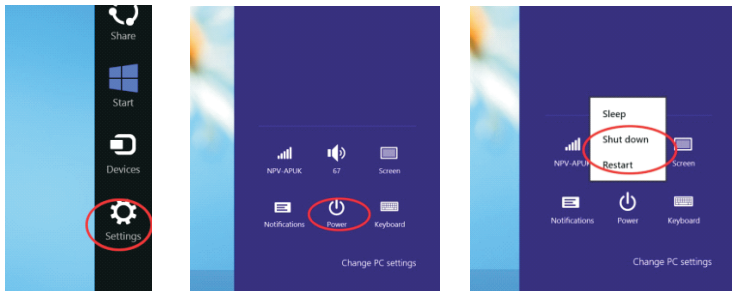 Share
Start
Devices
Settings
NPV-APUK 67 Screen
Notifications Power Keyboard
Change PC settings
Sleep
Shut down
Restart
NPV-APUK Screen
Notifications Power Keyboard
Change PC settings